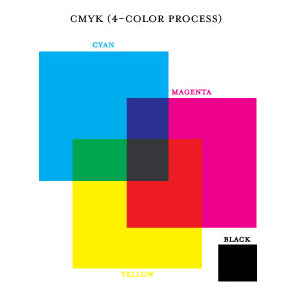 CMYK (4-COLOR PROCESS)
CYAN
MAGENTA
BLACK
YELLOW